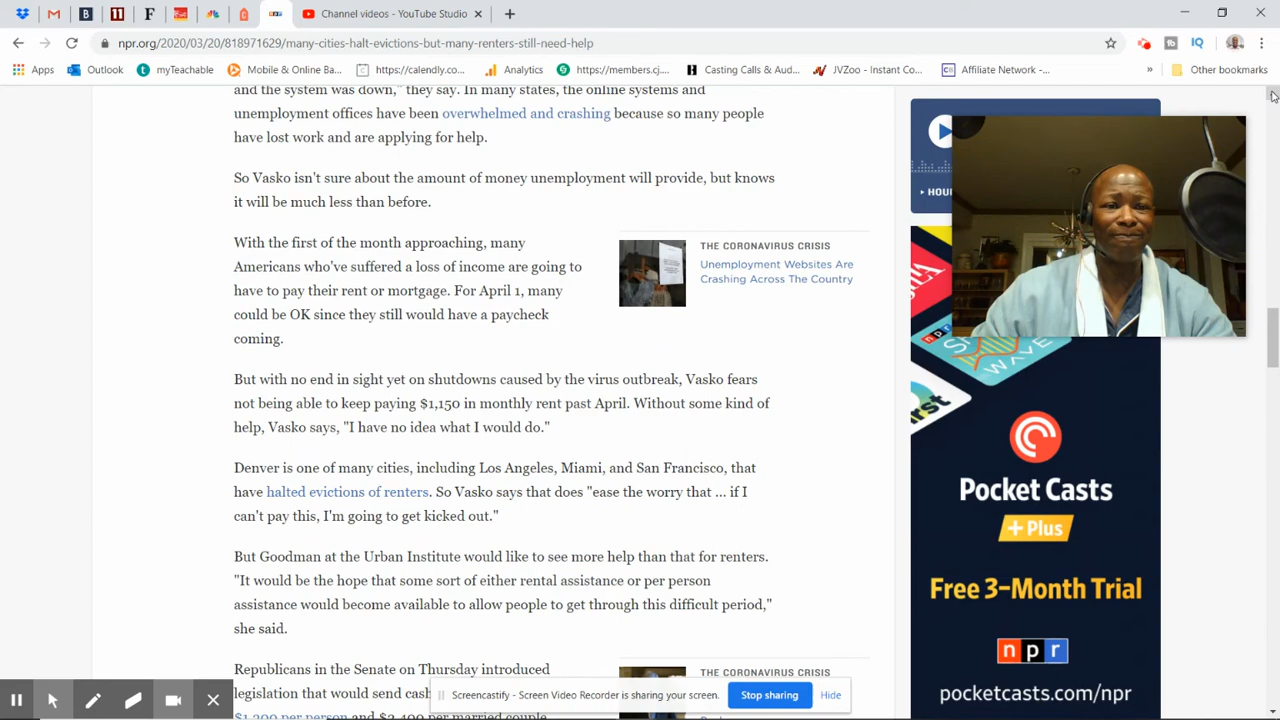 Channel videos - YouTube Studio
npr.org/2020/03/20/818971629/many-cities-halt-evictions-but-many-renters-still-need-help
Apps
Outlook
myTeachable
Mobile & Online Ba...
https://calendly.co...
Analytics
https://members.cj...
Casting Calls & Aud...
JVZoo - Instant Co...
Affiliate Network -...
»
Other bookmarks
and the system was down," they say. In many states, the online systems and
unemployment offices have been overwhelmed and crashing because so many people
have lost work and are applying for help.
So Vasko isn't sure about the amount of money unemployment will provide, but knows
it will be much less than before.
With the first of the month approaching, many
Americans who've suffered a loss of income are going to
have to pay their rent or mortgage. For April 1, many
could be OK since they still would have a paycheck
coming.
THE CORONAVIRUS CRISIS
Unemployment Websites Are
Crashing Across The Country
But with no end in sight yet on shutdowns caused by the virus outbreak, Vasko fears
not being able to keep paying $1,150 in monthly rent past April. Without some kind of
help, Vasko says, "I have no idea what I would do."
Denver is one of many cities, including Los Angeles, Miami, and San Francisco, that
have halted evictions of renters. So Vasko says that does "ease the worry that ... if I
can't pay this, I'm going to get kicked out."
But Goodman at the Urban Institute would like to see more help than that for renters.
"It would be the hope that some sort of either rental assistance or per person
assistance would become available to allow people to get through this difficult period,"
she said.
Republicans in the Senate on Thursday introduced
legislation that would send cas
$1,200 per person and $2,400 per married couple
THE CORONAVIRUS CRISIS
HOU
npr
Pocket Casts
+ Plus
Free 3-Month Trial
npr
pocketcasts.com/npr
Screencastify - Screen Video Recorder is sharing your screen.
Stop sharing
Hide